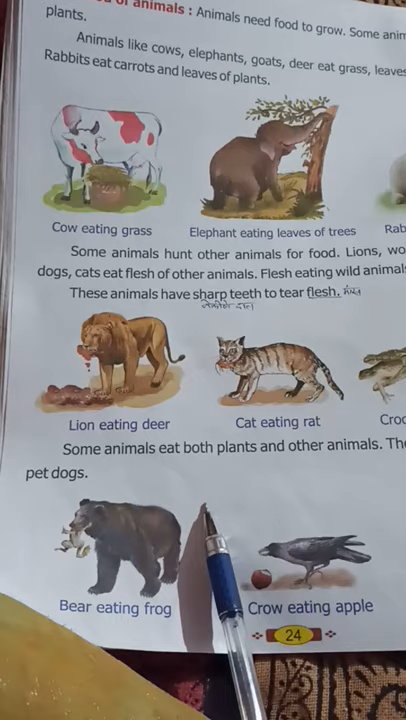 of animals : Animals need food to grow. Some anim
plants.
Animals like cows, elephants, goats, deer eat grass, leaves
Rabbits eat carrots and leaves of plants.
Cow eating grass Elephant eating leaves of trees Rab
Some animals hunt other animals for food. Lions, wo
dogs, cats eat flesh of other animals. Flesh eating wild animal
These animals have sharp teeth to tear flesh.
Lion eating deer Cat eating rat Croc
Some animals eat both plants and other animals. The
pet dogs.
Bear eating frog Crow eating apple
24